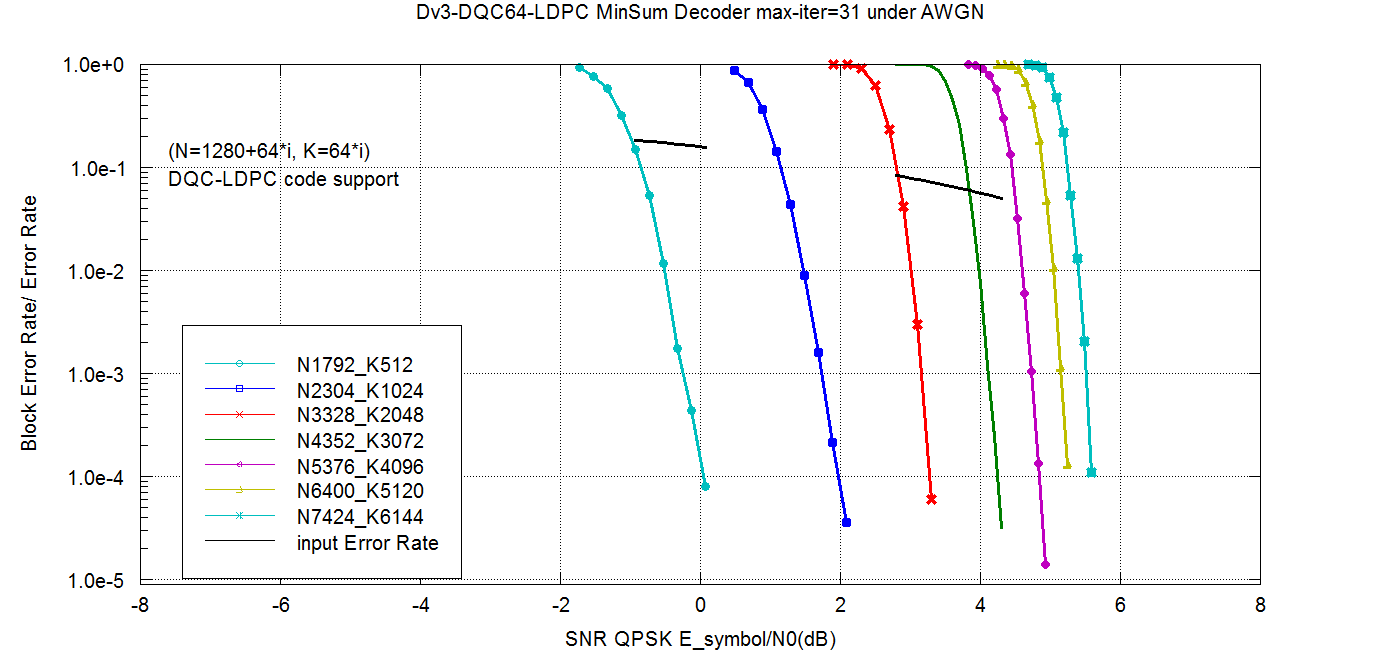 Dv3-DQC64-LDPC MinSum Decoder max-iter=31 under AWGN
1.0e+0
(N=1280+64*i, K=64*i)
1.0e-1
DQC-LDPC code support
Block Error Rate/ Error Rate
1.0e-2
N1792_K512
1.0e-3
N2304_K1024
N3328_K2048
N4352_K3072
N5376_K4096
1.0e-4
N6400_K5120
N7424_K6144
input Error Rate
1.0e-5
-8 -6 -4 -2 0 2 4 6 8
SNR QPSK E_symbol/N0(dB)